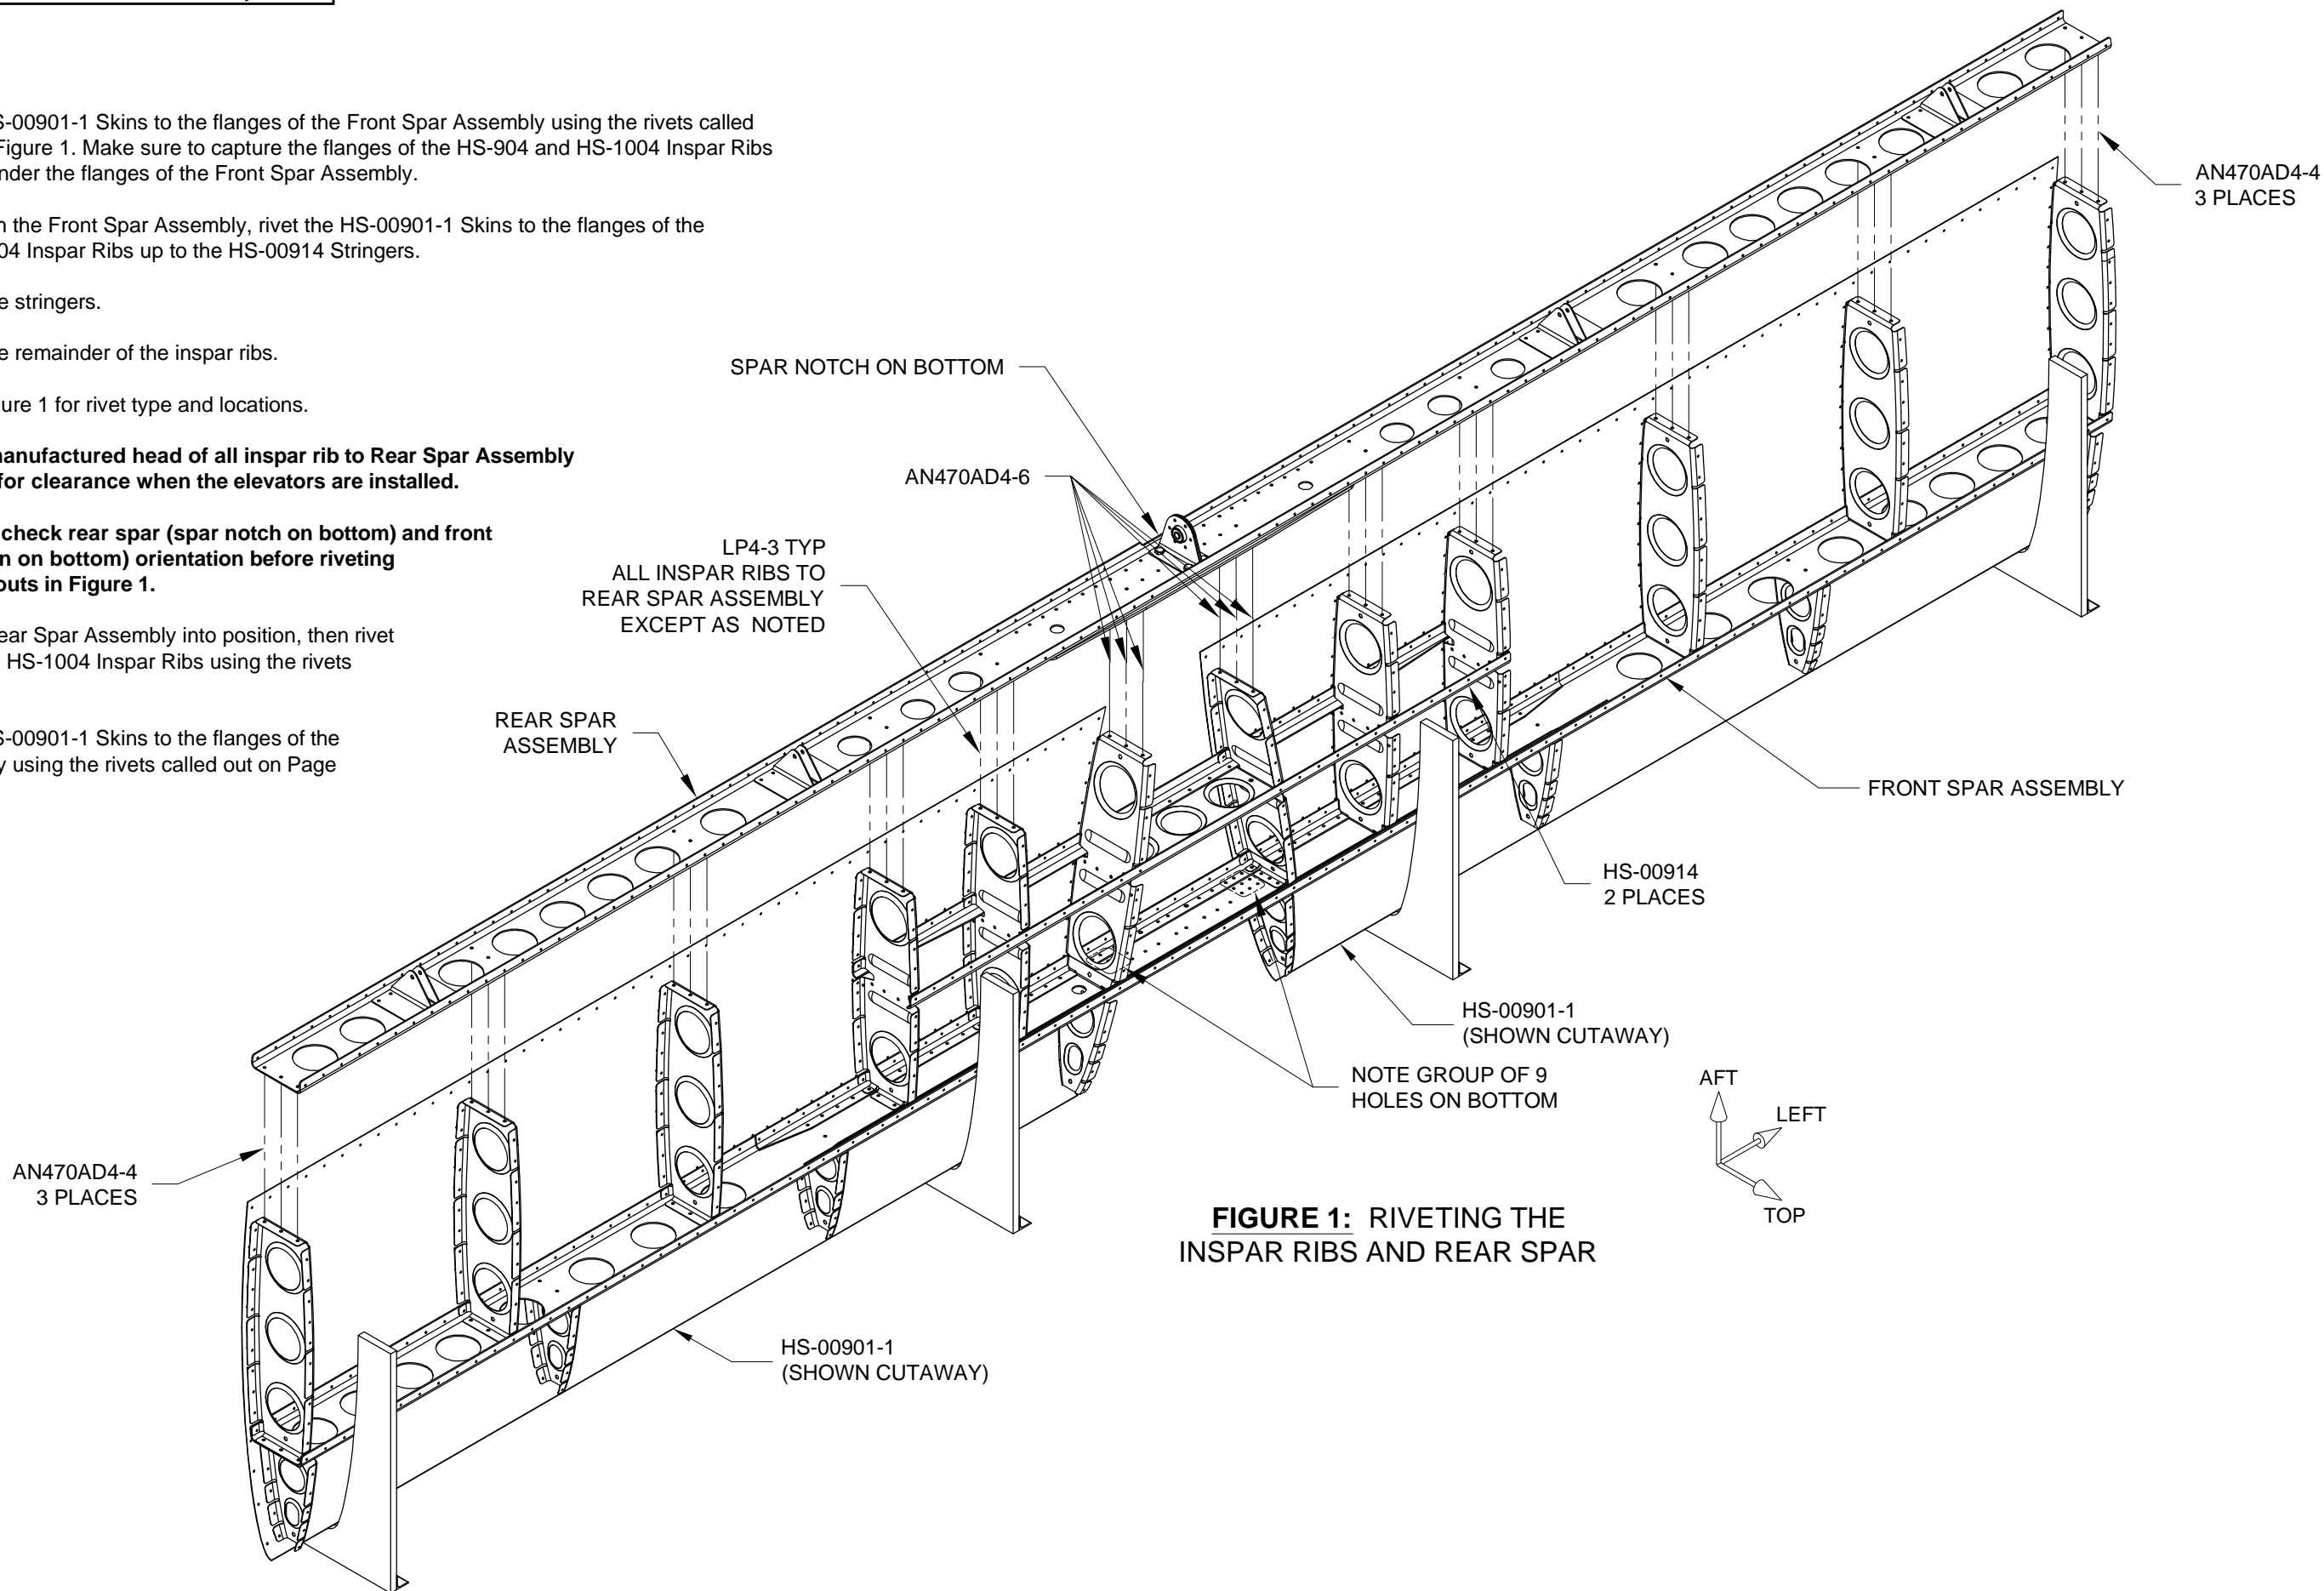 S-00901-1 Skins to the flanges of the Front Spar Assembly using the rivets called
Figure 1. Make sure to capture the flanges of the HS-904 and HS-1004 Inspar Ribs
nder the flanges of the Front Spar Assembly.
the Front Spar Assembly, rivet the HS-00901-1 Skins to the flanges of the
04 Inspar Ribs up to the HS-00914 Stringers.
e stringers.
e remainder of the inspar ribs.
ure 1 for rivet type and locations.
manufactured head of all inspar rib to Rear Spar Assembly
for clearance when the elevators are installed.
check rear spar (spar notch on bottom) and front
n on bottom) orientation before riveting
outs in Figure 1.
ear Spar Assembly into position, then rivet
HS-1004 Inspar Ribs using the rivets
S-00901-1 Skins to the flanges of the
y using the rivets called out on Page
AN470AD4-4
3 PLACES
SPAR NOTCH ON BOTTOM
AN470AD4-6
LP4-3 TYP
ALL INSPAR RIBS TO
REAR SPAR ASSEMBLY
EXCEPT AS NOTED
REAR SPAR
ASSEMBLY
FRONT SPAR ASSEMBLY
HS-00914
2 PLACES
HS-00901-1
(SHOWN CUTAWAY)
NOTE GROUP OF 9
HOLES ON BOTTOM
AFT
LEFT
TOP
AN470AD4-4
3 PLACES
FIGURE 1: RIVETING THE
INSPAR RIBS AND REAR SPAR
HS-00901-1
(SHOWN CUTAWAY)